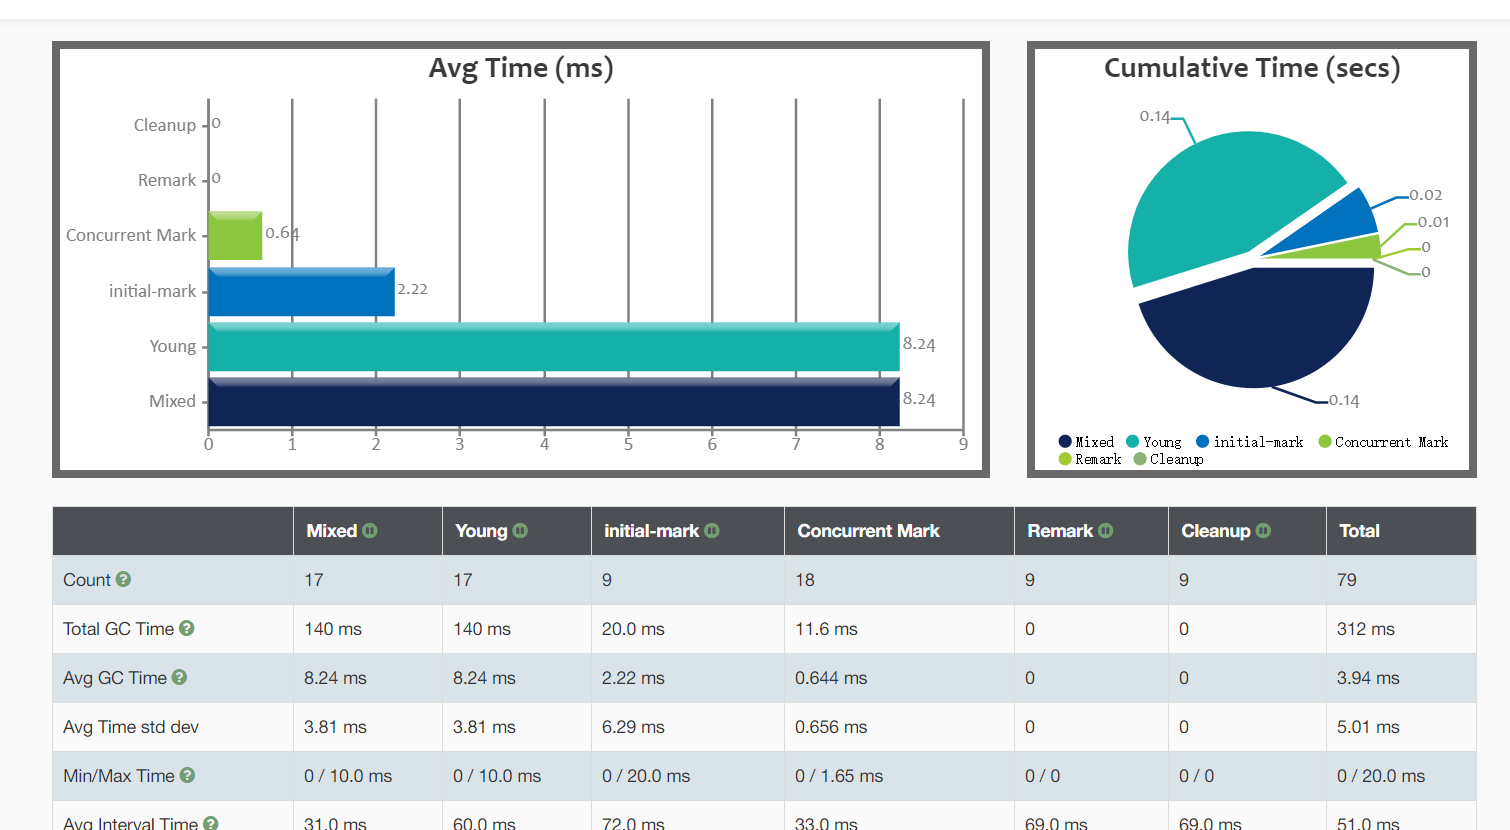 Avg Time (ms)
Cleanup 0
Remark 0
Concurrent Mark 0.64
initial-mark 2.22
Young 8.24
Mixed 8.24
0 1 2 3 4 5 6 7 8 9
Cumulative Time (secs)
0.14
0.02
0.01
0
0
0.14
Mixed Young initial-mark Concurrent Mark
Remark Cleanup
Mixed Young initial-mark Concurrent Mark Remark Cleanup Total
Count 17 17 9 18 9 9 79
Total GC Time 140 ms 140 ms 20.0 ms 11.6 ms 0 0 312 ms
Avg GC Time 8.24 ms 8.24 ms 2.22 ms 0.644 ms 0 0 3.94 ms
Avg Time std dev 3.81 ms 3.81 ms 6.29 ms 0.656 ms 0 0 5.01 ms
Min/Max Time 0 / 10.0 ms 0 / 10.0 ms 0 / 20.0 ms 0 / 1.65 ms 0 / 0 0 / 0 0 / 20.0 ms
Avg Interval Time 31.0 ms 60.0 ms 72.0 ms 33.0 ms 69.0 ms 69.0 ms 51.0 ms